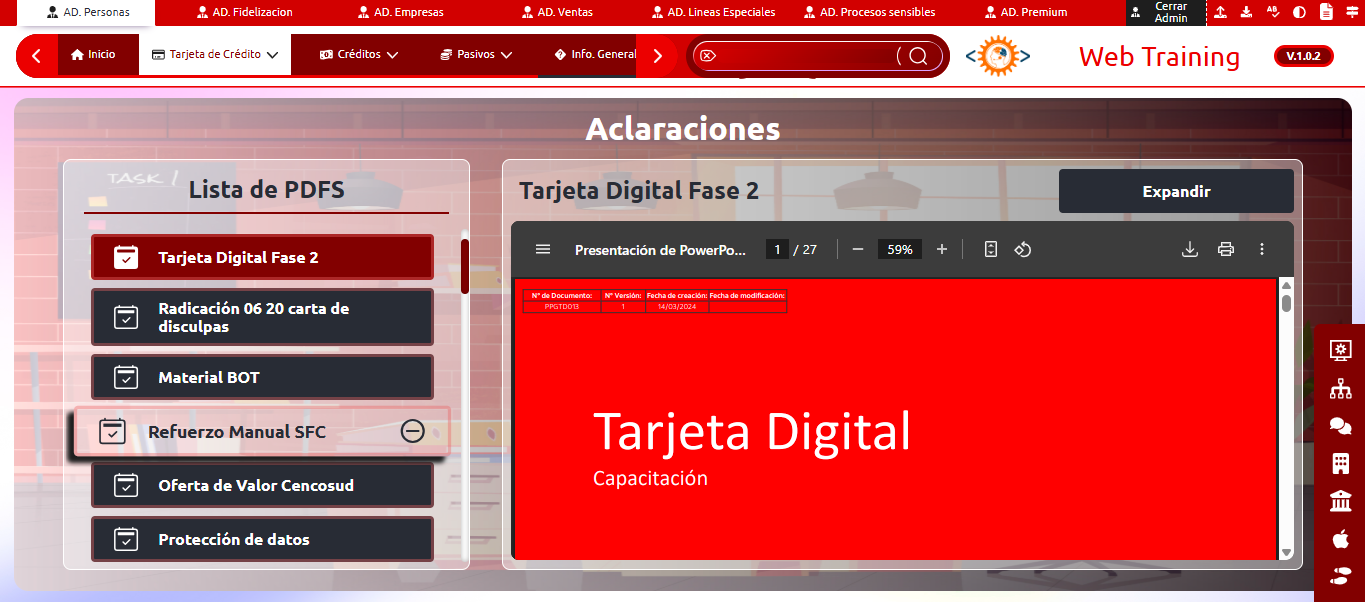 AD. Personas
AD. Fidelizacion
AD. Empresas
AD. Ventas
AD. Lineas Especiales
AD. Procesos sensibles
AD. Premium
Cerrar
Admin
Inicio
Tarjeta de Crédito
Créditos
Pasivos
Info. General
Web Training
V.1.0.2
Aclaraciones
TASK 1
Lista de PDFS
Tarjeta Digital Fase 2
Radicación 06 20 carta de
disculpas
Material BOT
Refuerzo Manual SFC
Oferta de Valor Cencosud
Protección de datos
Tarjeta Digital Fase 2
Expandir
Presentación de PowerPo...
1 / 27
59%
N° de Documento: N° Versión: Fecha de creación: Fecha de modificación:
PPGTD013 1 14/03/2024
Tarjeta Digital
Capacitación